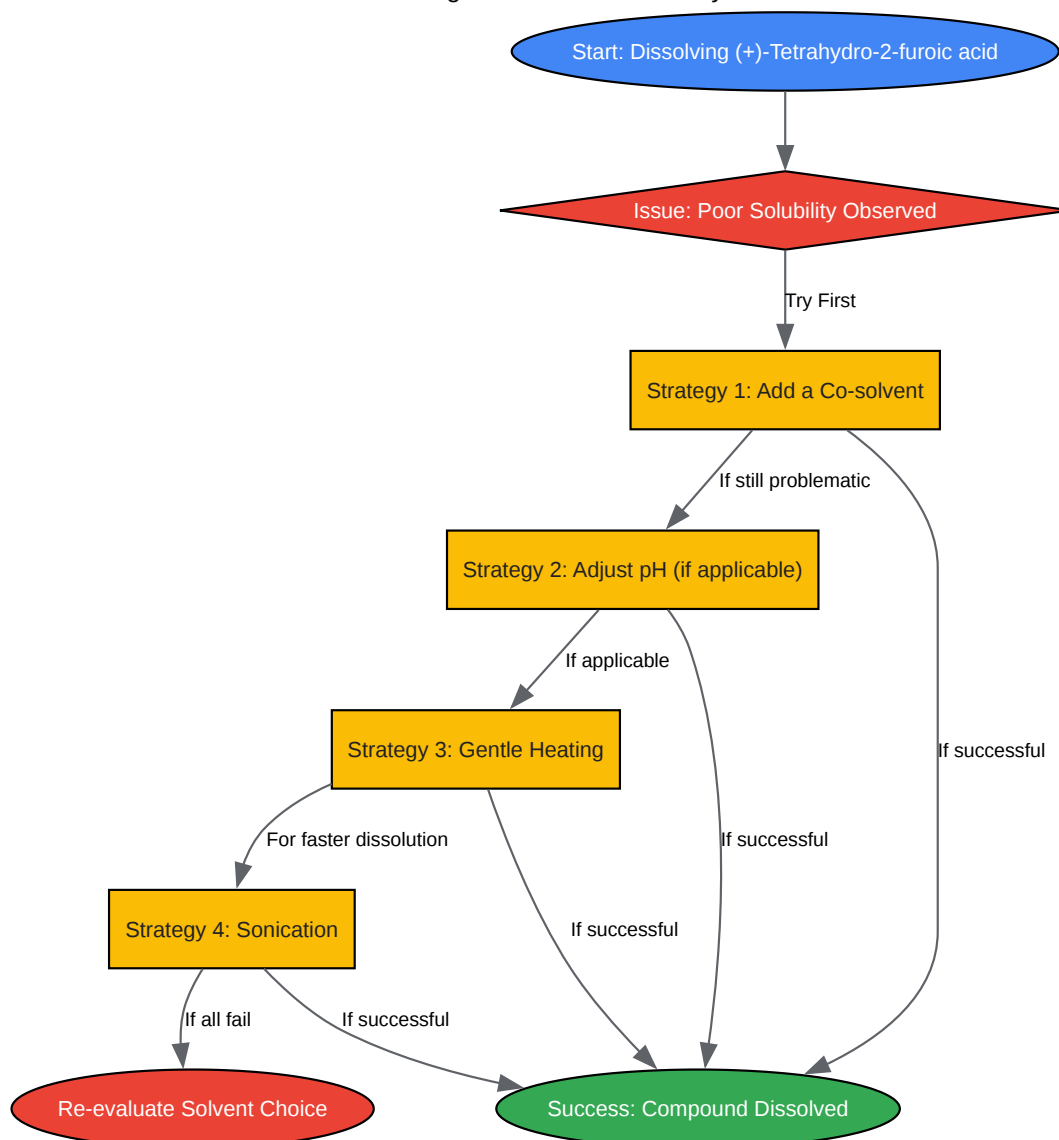 Start: Dissolving (+)-Tetrahydro-2-furoic acid
Issue: Poor Solubility Observed
Try First
Strategy 1: Add a Co-solvent
If still problematic
Strategy 2: Adjust pH (if applicable)
If applicable
Strategy 3: Gentle Heating
If successful
For faster dissolution
If successful
Strategy 4: Sonication
If successful
If all fail
If successful
Re-evaluate Solvent Choice
Success: Compound Dissolved